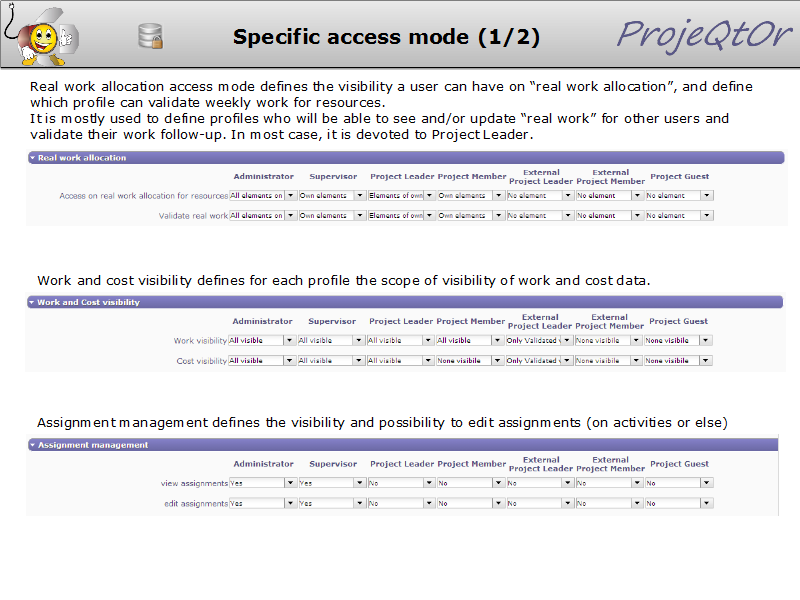 Specific access mode (1/2)
ProjeQtOr
Real work allocation access mode defines the visibility a user can have on “real work allocation”, and define
which profile can validate weekly work for resources.
It is mostly used to define profiles who will be able to see and/or update “real work” for other users and
validate their work follow-up. In most case, it is devoted to Project Leader.
Real work allocation
Administrator Supervisor Project Leader Project Member External Project Leader External Project Member Project Guest
Access on real work allocation for resources All elements on Own elements Elements of own Own elements No element No element No element
Validate real work All elements on Own elements Elements of own Own elements No element No element No element
Work and cost visibility defines for each profile the scope of visibility of work and cost data.
Work and Cost visibility
Administrator Supervisor Project Leader Project Member External Project Leader External Project Member Project Guest
Work visibility All visible All visible All visible All visible Only Validated None visibile None visibile
Cost visibility All visible All visible All visible None visibile Only Validated None visibile None visibile
Assignment management defines the visibility and possibility to edit assignments (on activities or else)
Assignment management
Administrator Supervisor Project Leader Project Member External Project Leader External Project Member Project Guest
view assignments Yes Yes No No No No No
edit assignments Yes Yes No No No No No